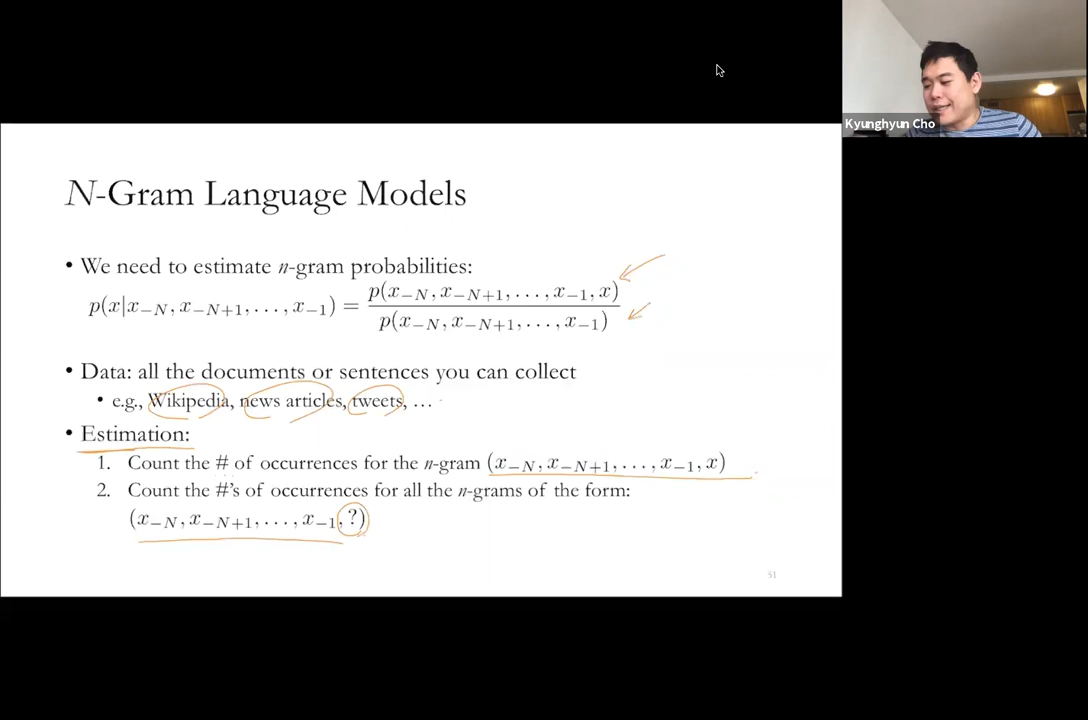 Kyunghyun Cho
N-Gram Language Models
• We need to estimate n-gram probabilities:
p(x|x₋N, x₋N₊₁, . . . , x₋₁) = p(x₋N, x₋N₊₁, . . . , x₋₁, x) / p(x₋N, x₋N₊₁, . . . , x₋₁)
• Data: all the documents or sentences you can collect
• e.g., Wikipedia, news articles, tweets, …
• Estimation:
1. Count the # of occurrences for the n-gram (x₋N, x₋N₊₁, . . . , x₋₁, x)
2. Count the #'s of occurrences for all the n-grams of the form:
(x₋N, x₋N₊₁, . . . , x₋₁, ?)
51